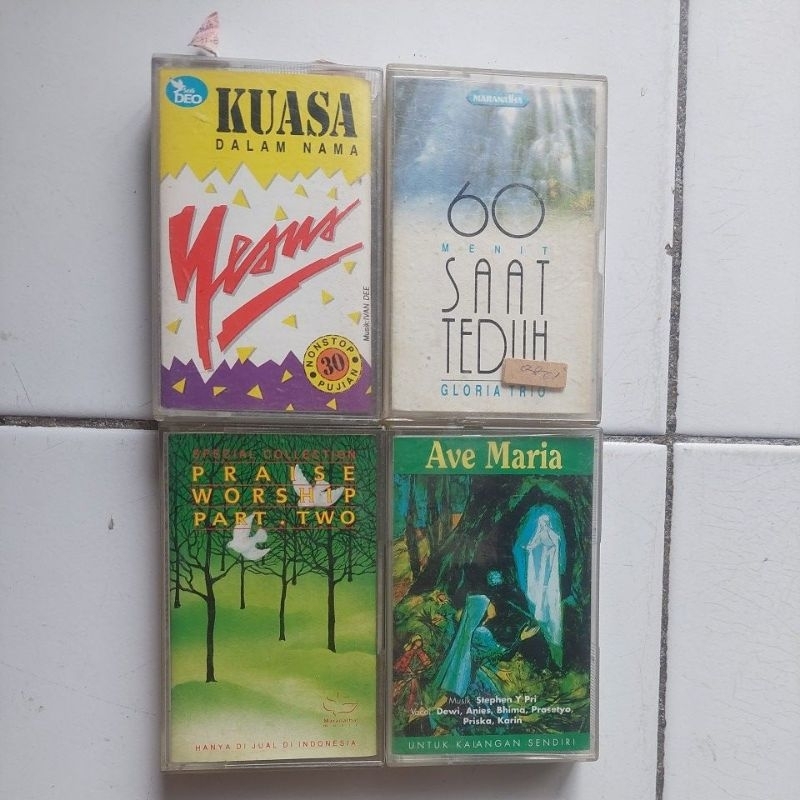 Soli
DEO
KUASA
DALAM NAMA
Yesus
Musik: IVAN DEE
NONSTOP
30
PUJIAN
MARANATHA
60
MENIT
SAAT
TEDUH
GLORIA TRIO
SPECIAL COLLECTION
PRAISE
WORSHIP
PART . TWO
Maranatha
HANYA DI JUAL DI INDONESIA
Ave Maria
Musik: Stephen Y Pri
Vocal: Dewi, Anies, Bhima, Prasetyo,
Priska, Karin
UNTUK KALANGAN SENDIRI